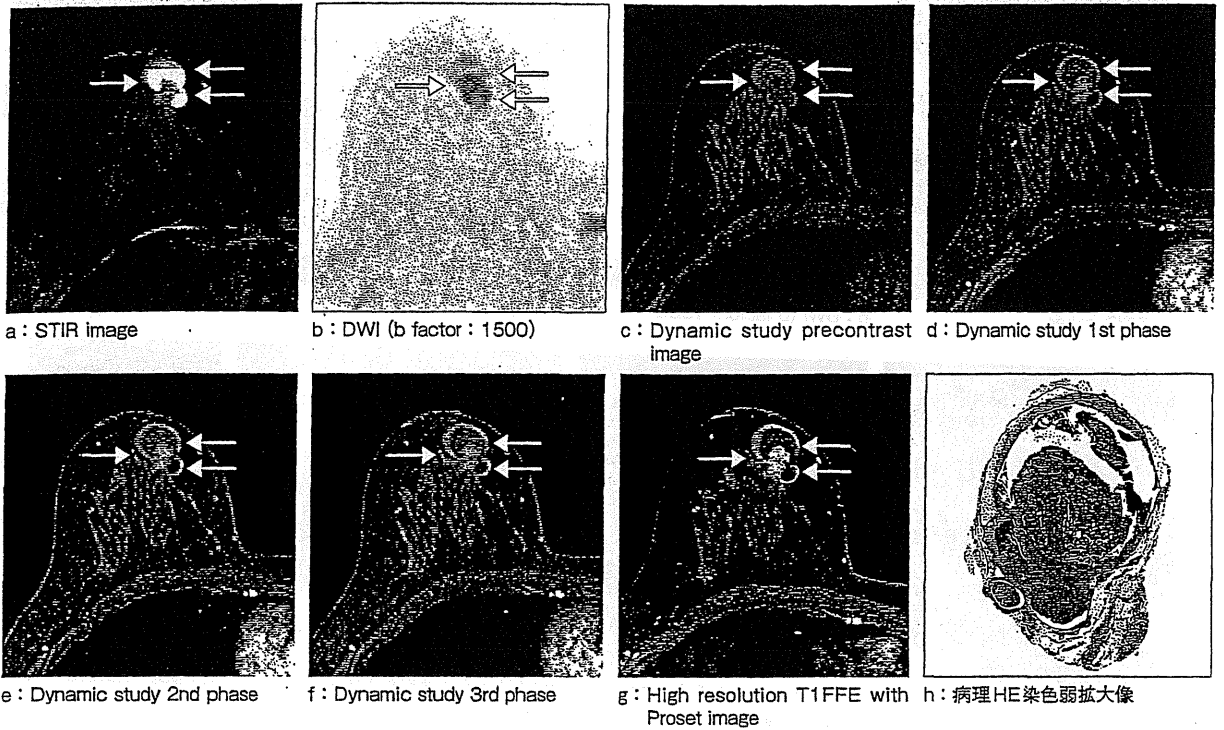 a：STIR image
b：DWI (b factor：1500)
c：Dynamic study precontrast
image
d：Dynamic study 1st phase
e：Dynamic study 2nd phase
f：Dynamic study 3rd phase
g：High resolution T1FFE with
Proset image
h：病理HE染色弱拡大像